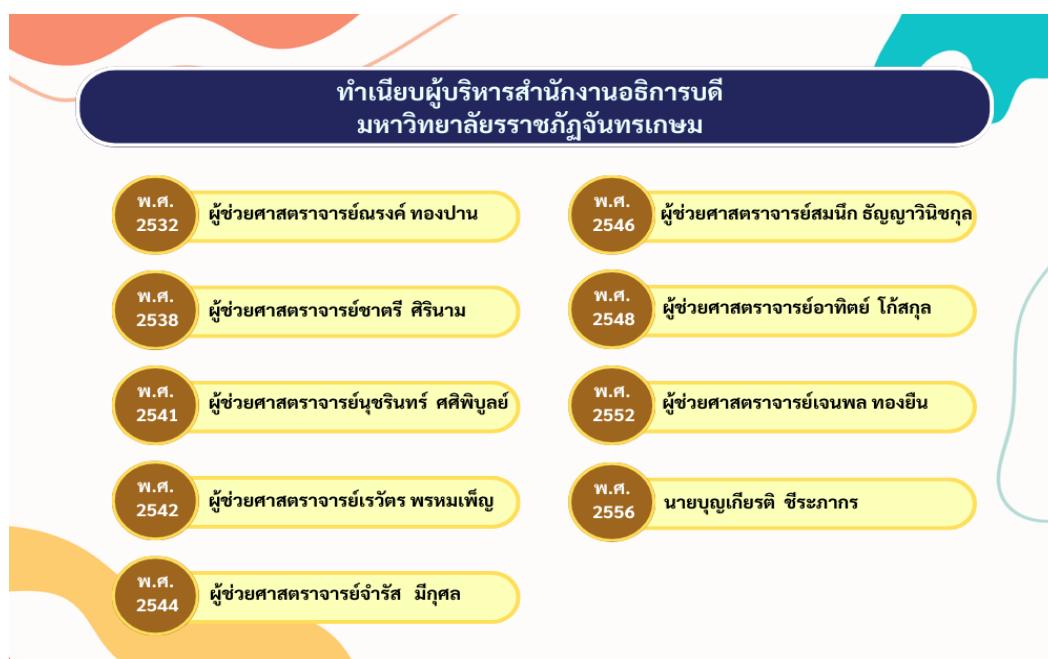 ทำเนียบผู้บริหารสำนักงานอธิการบดี
มหาวิทยาลัยรราชภัฏจันทรเกษม
พ.ศ.
2532
ผู้ช่วยศาสตราจารย์ณรงค์ ทองปาน
พ.ศ.
2538
ผู้ช่วยศาสตราจารย์ชาตรี ศิรินาม
พ.ศ.
2541
ผู้ช่วยศาสตราจารย์นุชรินทร์ ศศิพิบูลย์
พ.ศ.
2542
ผู้ช่วยศาสตราจารย์เรวัตร พรหมเพ็ญ
พ.ศ.
2544
ผู้ช่วยศาสตราจารย์จำรัส มีกุศล
พ.ศ.
2546
ผู้ช่วยศาสตราจารย์สมนึก ธัญญาวินิชกุล
พ.ศ.
2548
ผู้ช่วยศาสตราจารย์อาทิตย์ โก้สกุล
พ.ศ.
2552
ผู้ช่วยศาสตราจารย์เจนพล ทองยืน
พ.ศ.
2556
นายบุญเกียรติ ชีระภากร